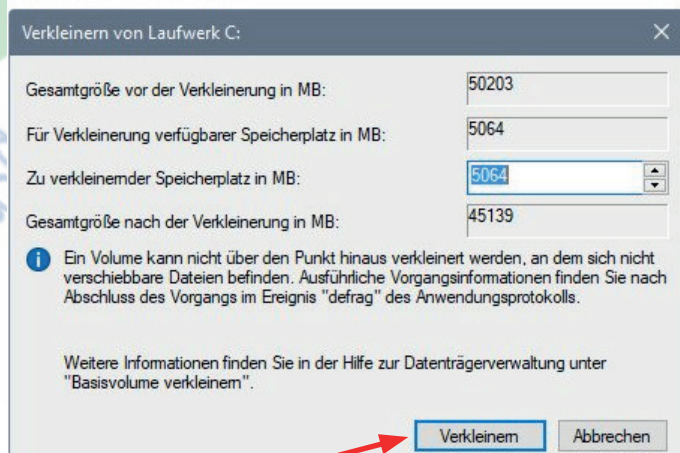 Verkleinern von Laufwerk C:
Gesamtgröße vor der Verkleinerung in MB: 50203
Für Verkleinerung verfügbarer Speicherplatz in MB: 5064
Zu verkleinernder Speicherplatz in MB: 5064
Gesamtgröße nach der Verkleinerung in MB: 45139
Ein Volume kann nicht über den Punkt hinaus verkleinert werden, an dem sich nicht
verschiebbare Dateien befinden. Ausführliche Vorgangsinformationen finden Sie nach
Abschluss des Vorgangs im Ereignis "defrag" des Anwendungsprotokolls.
Weitere Informationen finden Sie in der Hilfe zur Datenträgerverwaltung unter
"Basisvolume verkleinern".
Verkleinern Abbrechen